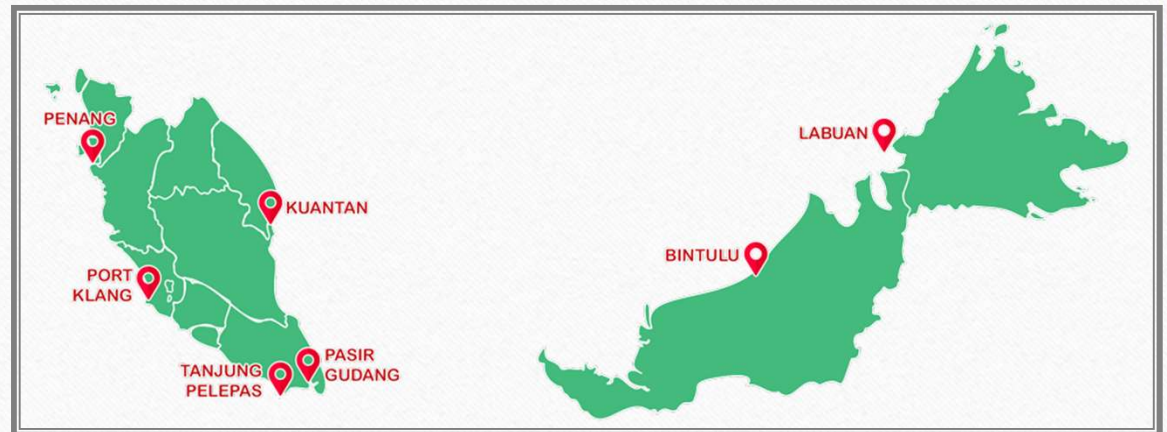 PENANG
KUANTAN
PORT
KLANG
TANJUNG
PELEPAS
PASIR
GUDANG
LABUAN
BINTULU